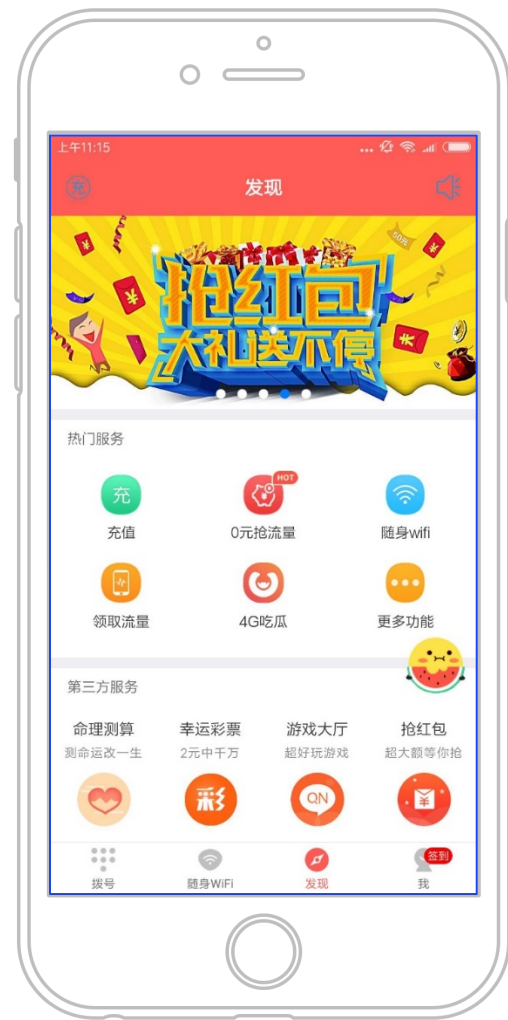 上午11:15
充
发现
50元
抢红包
大礼送不停
热门服务
充
HOT
充值
0元抢流量
随身wifi
领取流量
4G吃瓜
更多功能
第三方服务
命理测算
幸运彩票
游戏大厅
抢红包
测命运改一生
2元中千万
超好玩游戏
超大额等你抢
彩
QN
¥
签到
拨号
随身WiFi
发现
我